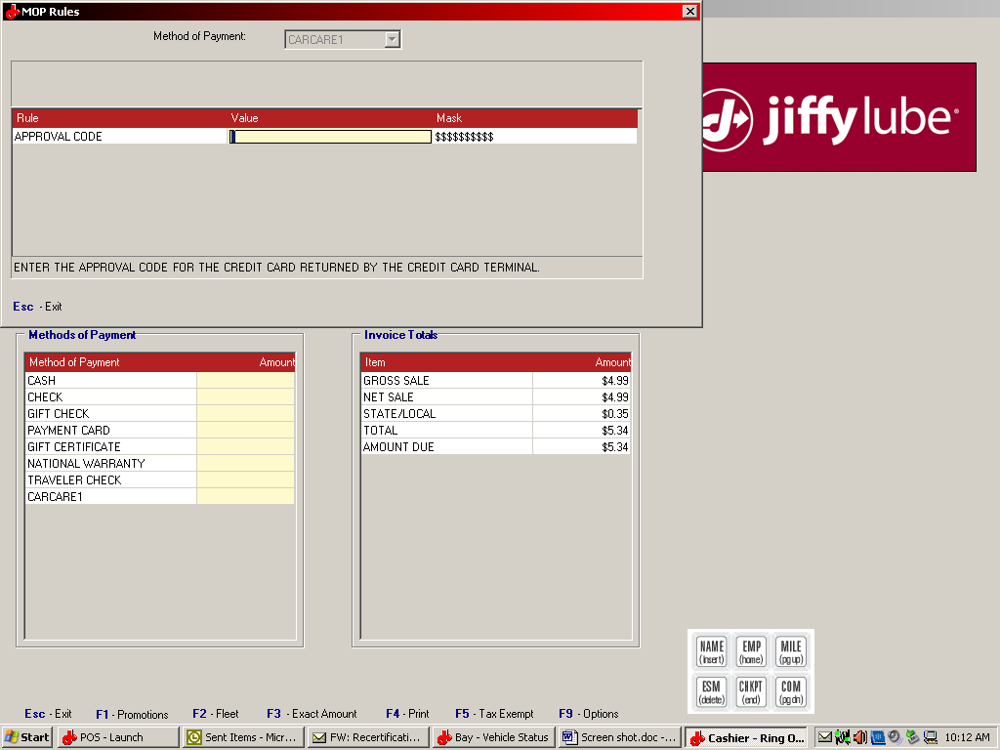 MOP Rules
Method of Payment:
CARCARE1
Rule Value Mask
APPROVAL CODE $$$$$$$$$$
ENTER THE APPROVAL CODE FOR THE CREDIT CARD RETURNED BY THE CREDIT CARD TERMINAL.
Esc - Exit
jiffy lube
Methods of Payment
Method of Payment Amount
CASH
CHECK
GIFT CHECK
PAYMENT CARD
GIFT CERTIFICATE
NATIONAL WARRANTY
TRAVELER CHECK
CARCARE1
Invoice Totals
Item Amount
GROSS SALE $4.99
NET SALE $4.99
STATE/LOCAL $0.35
TOTAL $5.34
AMOUNT DUE $5.34
NAME EMP MILE
(insert) (home) (pg up)
ESM CHKPT COM
(delete) (end) (pg dn)
Esc - Exit F1 - Promotions F2 - Fleet F3 - Exact Amount F4 - Print F5 - Tax Exempt F9 - Options
Start POS - Launch Sent Items - Micr... FW: Recertificati... Bay - Vehicle Status Screen shot.doc -... Cashier - Ring O... 10:12 AM